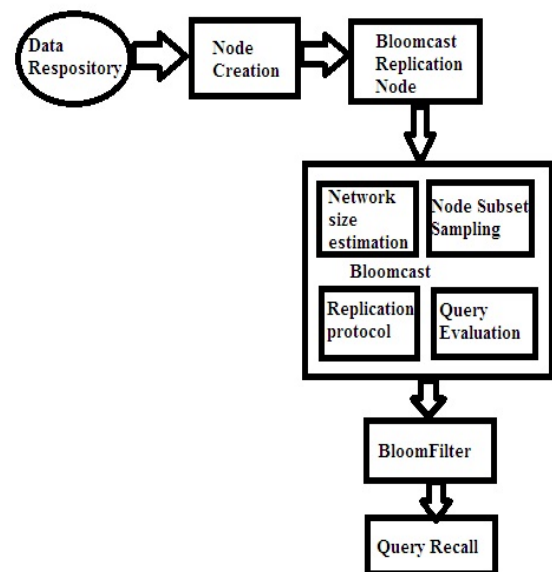 Data
Respository
Node
Creation
Bloomcast
Replication
Node
Network
size
estimation
Node Subset
Sampling
Bloomcast
Replication
protocol
Query
Evaluation
BloomFilter
Query Recall